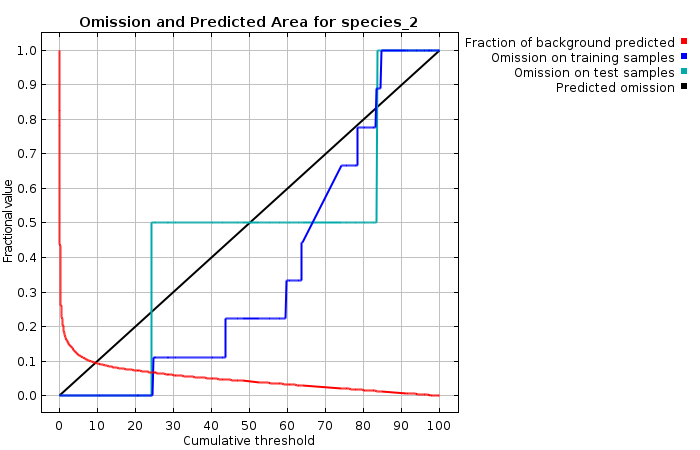 Omission and Predicted Area for species_2
Fraction of background predicted
Omission on training samples
Omission on test samples
Predicted omission
Fractional value
1.0
0.9
0.8
0.7
0.6
0.5
0.4
0.3
0.2
0.1
0.0
0 10 20 30 40 50 60 70 80 90 100
Cumulative threshold